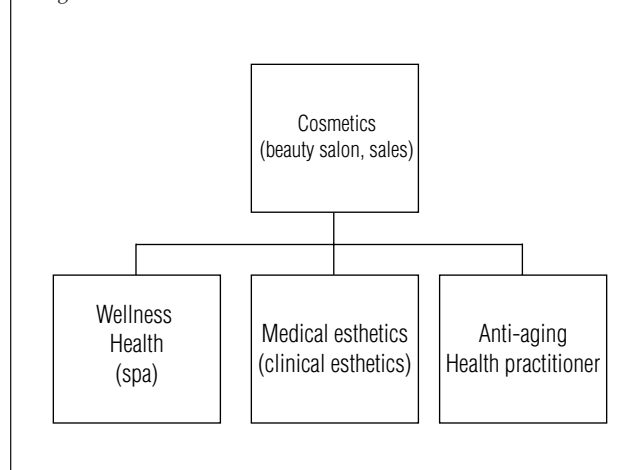 Cosmetics
(beauty salon, sales)
Wellness
Health
(spa)
Medical esthetics
(clinical esthetics)
Anti-aging
Health practitioner